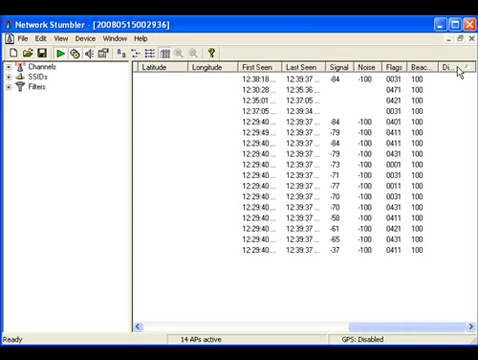 Network Stumbler - [20080515002936]
File Edit View Device Window Help
Channels
SSIDs
Filters
Latitude Longitude First Seen Last Seen Signal Noise Flags Beac... Di...
12:38:18 ... 12:39:37 ... -84 -100 0031 100
12:30:28 ... 12:35:36 ... 0471 100
12:35:01 ... 12:37:05 ... 0421 100
12:37:05 ... 12:39:34 ... 0031 100
12:29:40 ... 12:39:37 ... -84 -100 0401 100
12:29:40 ... 12:39:37 ... -79 -100 0411 100
12:29:40 ... 12:39:37 ... -84 -100 0411 100
12:29:40 ... 12:39:37 ... -79 -100 0431 100
12:29:40 ... 12:39:37 ... -73 -100 0001 100
12:29:40 ... 12:39:37 ... -71 -100 0031 100
12:29:40 ... 12:39:37 ... -77 -100 0011 100
12:29:40 ... 12:39:37 ... -70 -100 0031 100
12:29:40 ... 12:39:37 ... -70 -100 0431 100
12:29:40 ... 12:39:37 ... -58 -100 0411 100
12:29:40 ... 12:39:37 ... -61 -100 0421 100
12:29:40 ... 12:39:37 ... -65 -100 0431 100
12:29:40 ... 12:39:37 ... -37 -100 0411 100
Ready 14 APs active GPS: Disabled